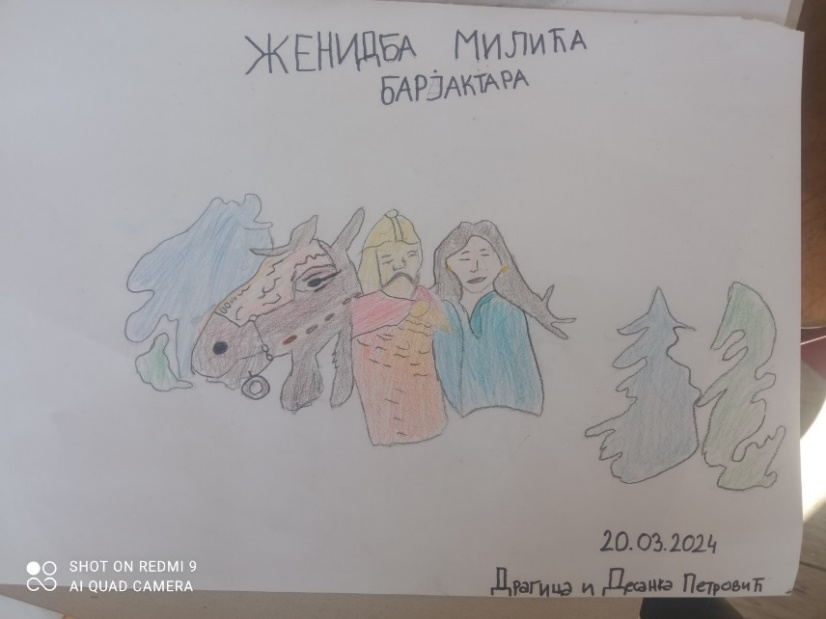 ЖЕНИДБА МИЛИЋА
БАРЈАКТАРА
20.03.2024
Драгица и Десанка Петровић
SHOT ON REDMI 9
AI QUAD CAMERA